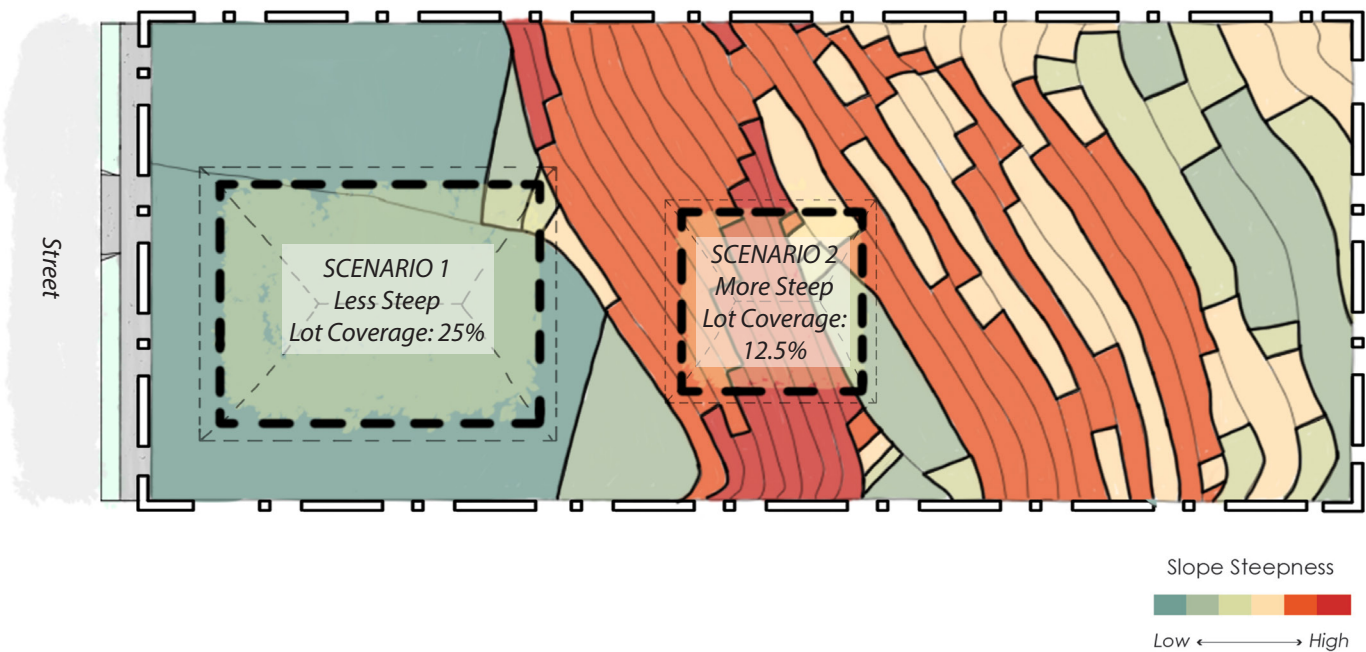 Street
SCENARIO 1
Less Steep
Lot Coverage: 25%
SCENARIO 2
More Steep
Lot Coverage:
12.5%
Slope Steepness
Low
High